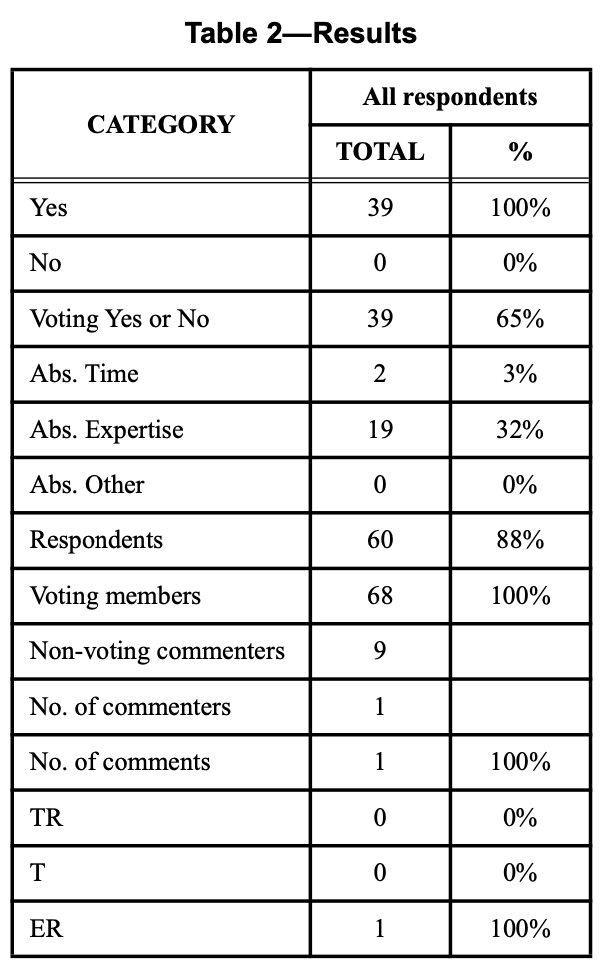 Table 2—Results
CATEGORY
All respondents
TOTAL %
Yes 39 100%
No 0 0%
Voting Yes or No 39 65%
Abs. Time 2 3%
Abs. Expertise 19 32%
Abs. Other 0 0%
Respondents 60 88%
Voting members 68 100%
Non-voting commenters 9
No. of commenters 1
No. of comments 1 100%
TR 0 0%
T 0 0%
ER 1 100%